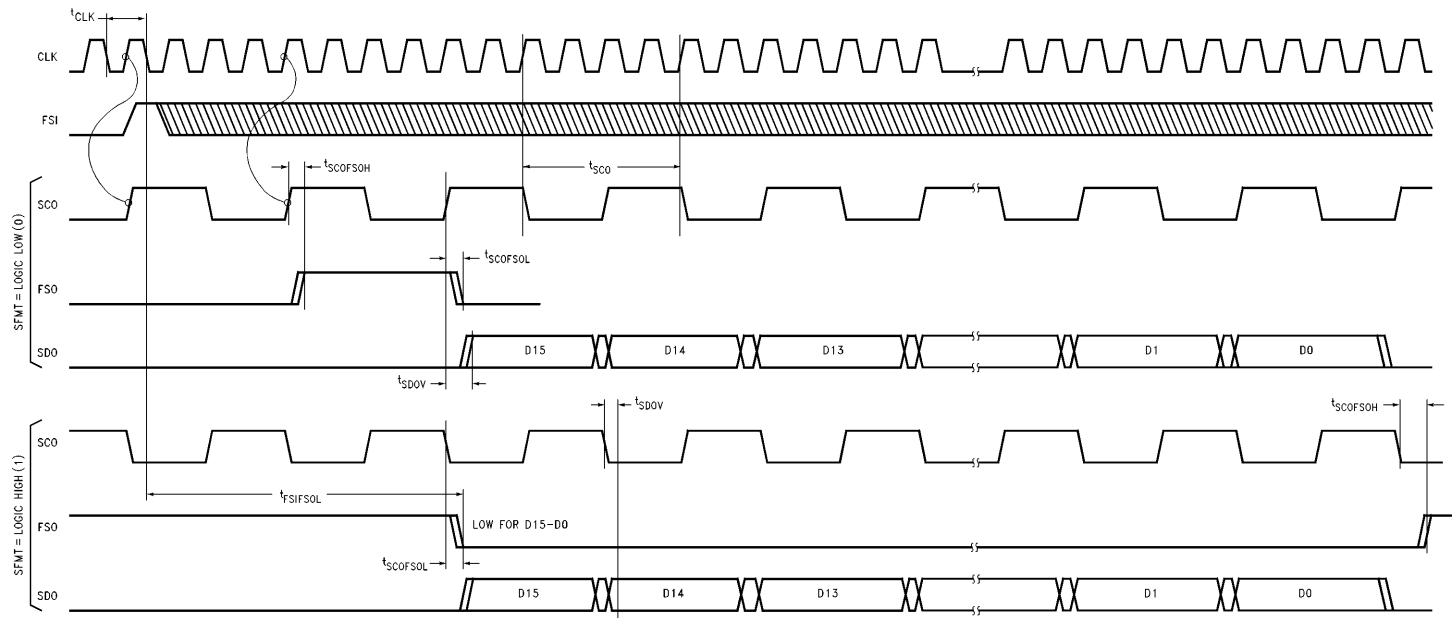 tCLK
CLK
FSI
tSCOFSOH
tSCO
SFMT = LOGIC LOW (0)
SCO
tSCOFSOL
FSO
SDO
D15
D14
D13
D1
D0
tSDOV
tSDOV
tSCOFSOH
SFMT = LOGIC HIGH (1)
SCO
tFSIFSOL
FSO
LOW FOR D15-D0
tSCOFSOL
SDO
D15
D14
D13
D1
D0